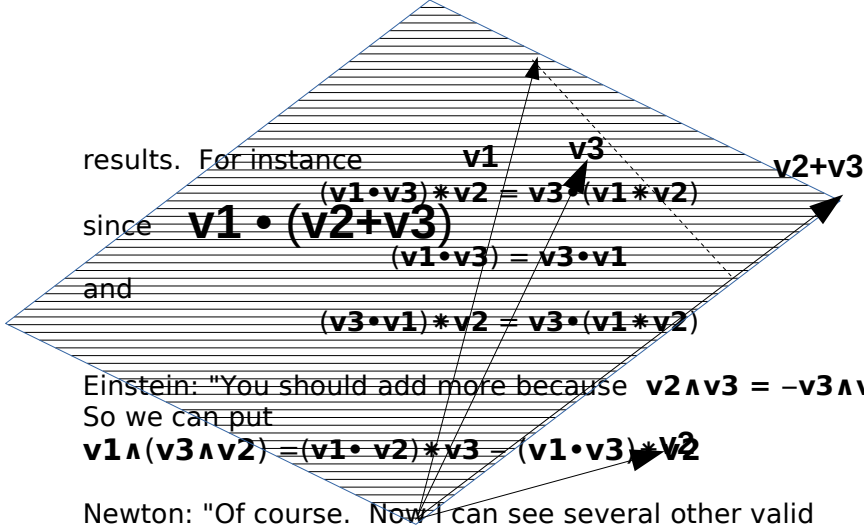 v1
v3
v2+v3
results. For instance
(v1•v3)∗v2 = v3•(v1∗v2)
since v1 • (v2+v3)
(v1•v3) = v3•v1
and
(v3•v1)∗v2 = v3•(v1∗v2)
Einstein: "You should add more because v2∧v3 = –v3∧v
So we can put
v1∧(v3∧v2) =(v1• v2)∗v3 – (v1•v3)∗v2
v2
Newton: "Of course. Now I can see several other valid